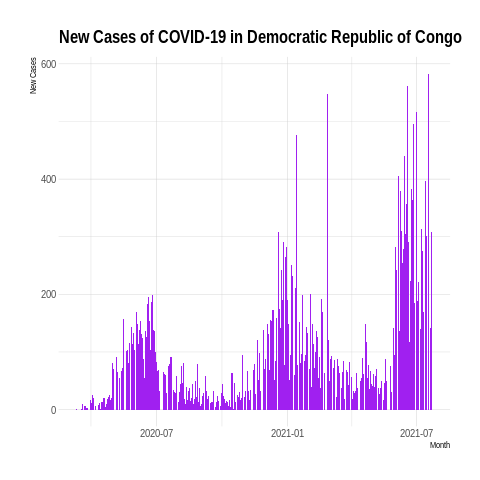 New Cases of COVID-19 in Democratic Republic of Congo
New Cases
600
400
200
0
2020-07
2021-01
2021-07
Month